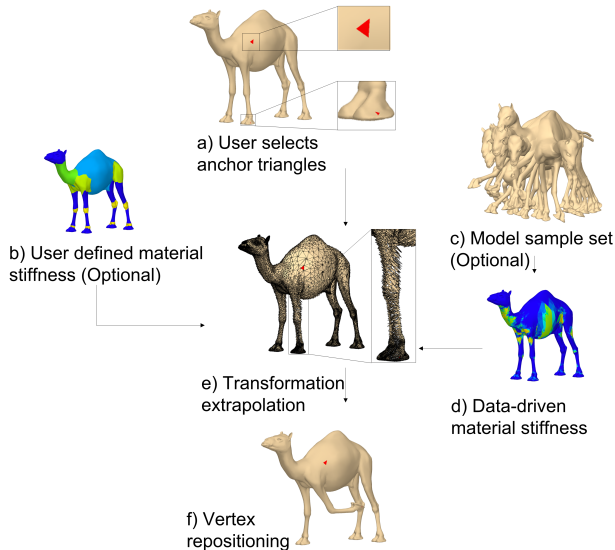 a) User selects
anchor triangles
b) User defined material
stiffness (Optional)
c) Model sample set
(Optional)
d) Data-driven
material stiffness
e) Transformation
extrapolation
f) Vertex
repositioning